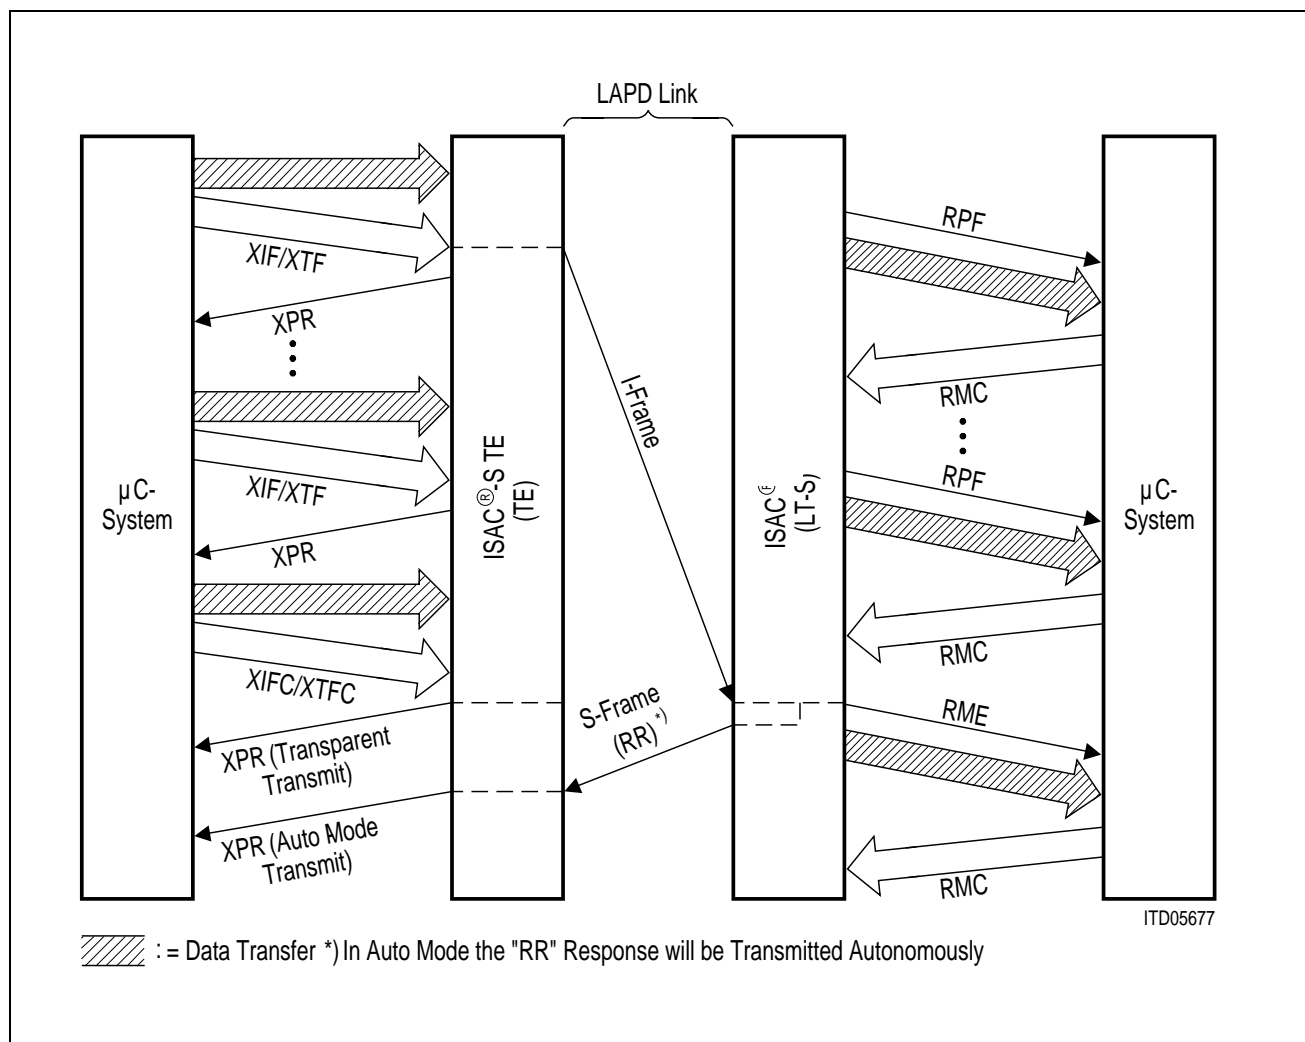 LAPD Link
XIF/XTF
XPR
XIF/XTF
XPR
XIFC/XTFC
XPR (Transparent
Transmit)
XPR (Auto Mode
Transmit)
µC-
System
ISAC®-S TE
(TE)
I-Frame
S-Frame
(RR) *)
ISAC®
(LT-S)
RPF
RMC
RPF
RMC
RME
RMC
µC-
System
ITD05677
: = Data Transfer *) In Auto Mode the "RR" Response will be Transmitted Autonomously